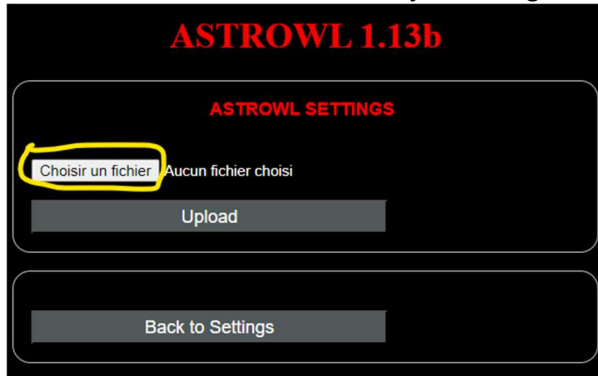 ASTROWL 1.13b
ASTROWL SETTINGS
Choisir un fichier Aucun fichier choisi
Upload
Back to Settings